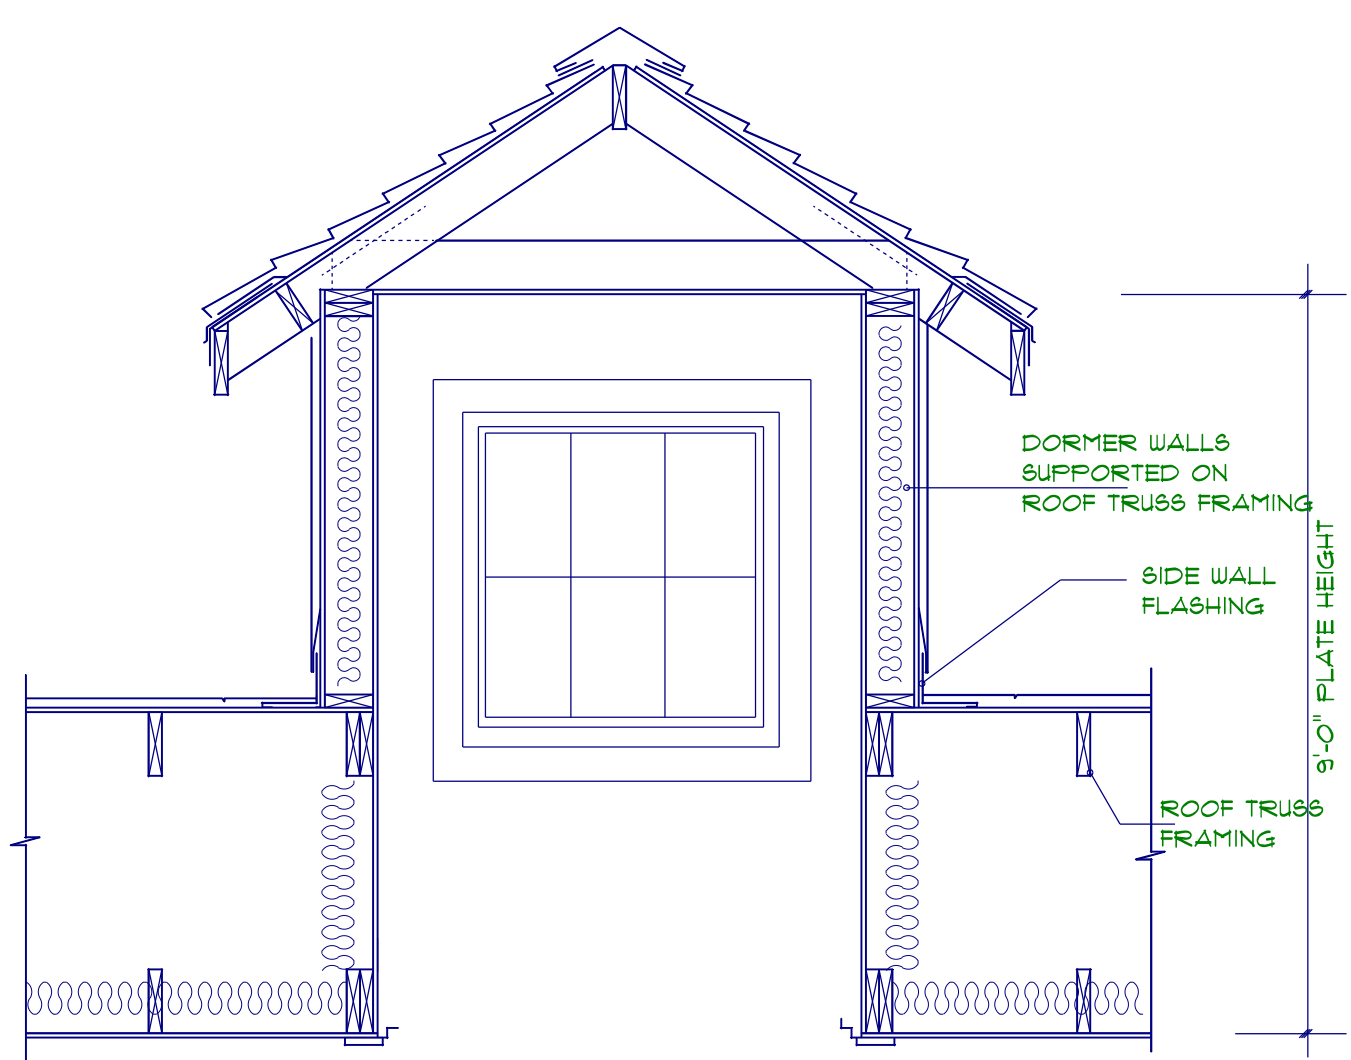 DORMER WALLS
SUPPORTED ON
ROOF TRUSS FRAMING
SIDE WALL
FLASHING
9'-0" PLATE HEIGHT
ROOF TRUSS
FRAMING